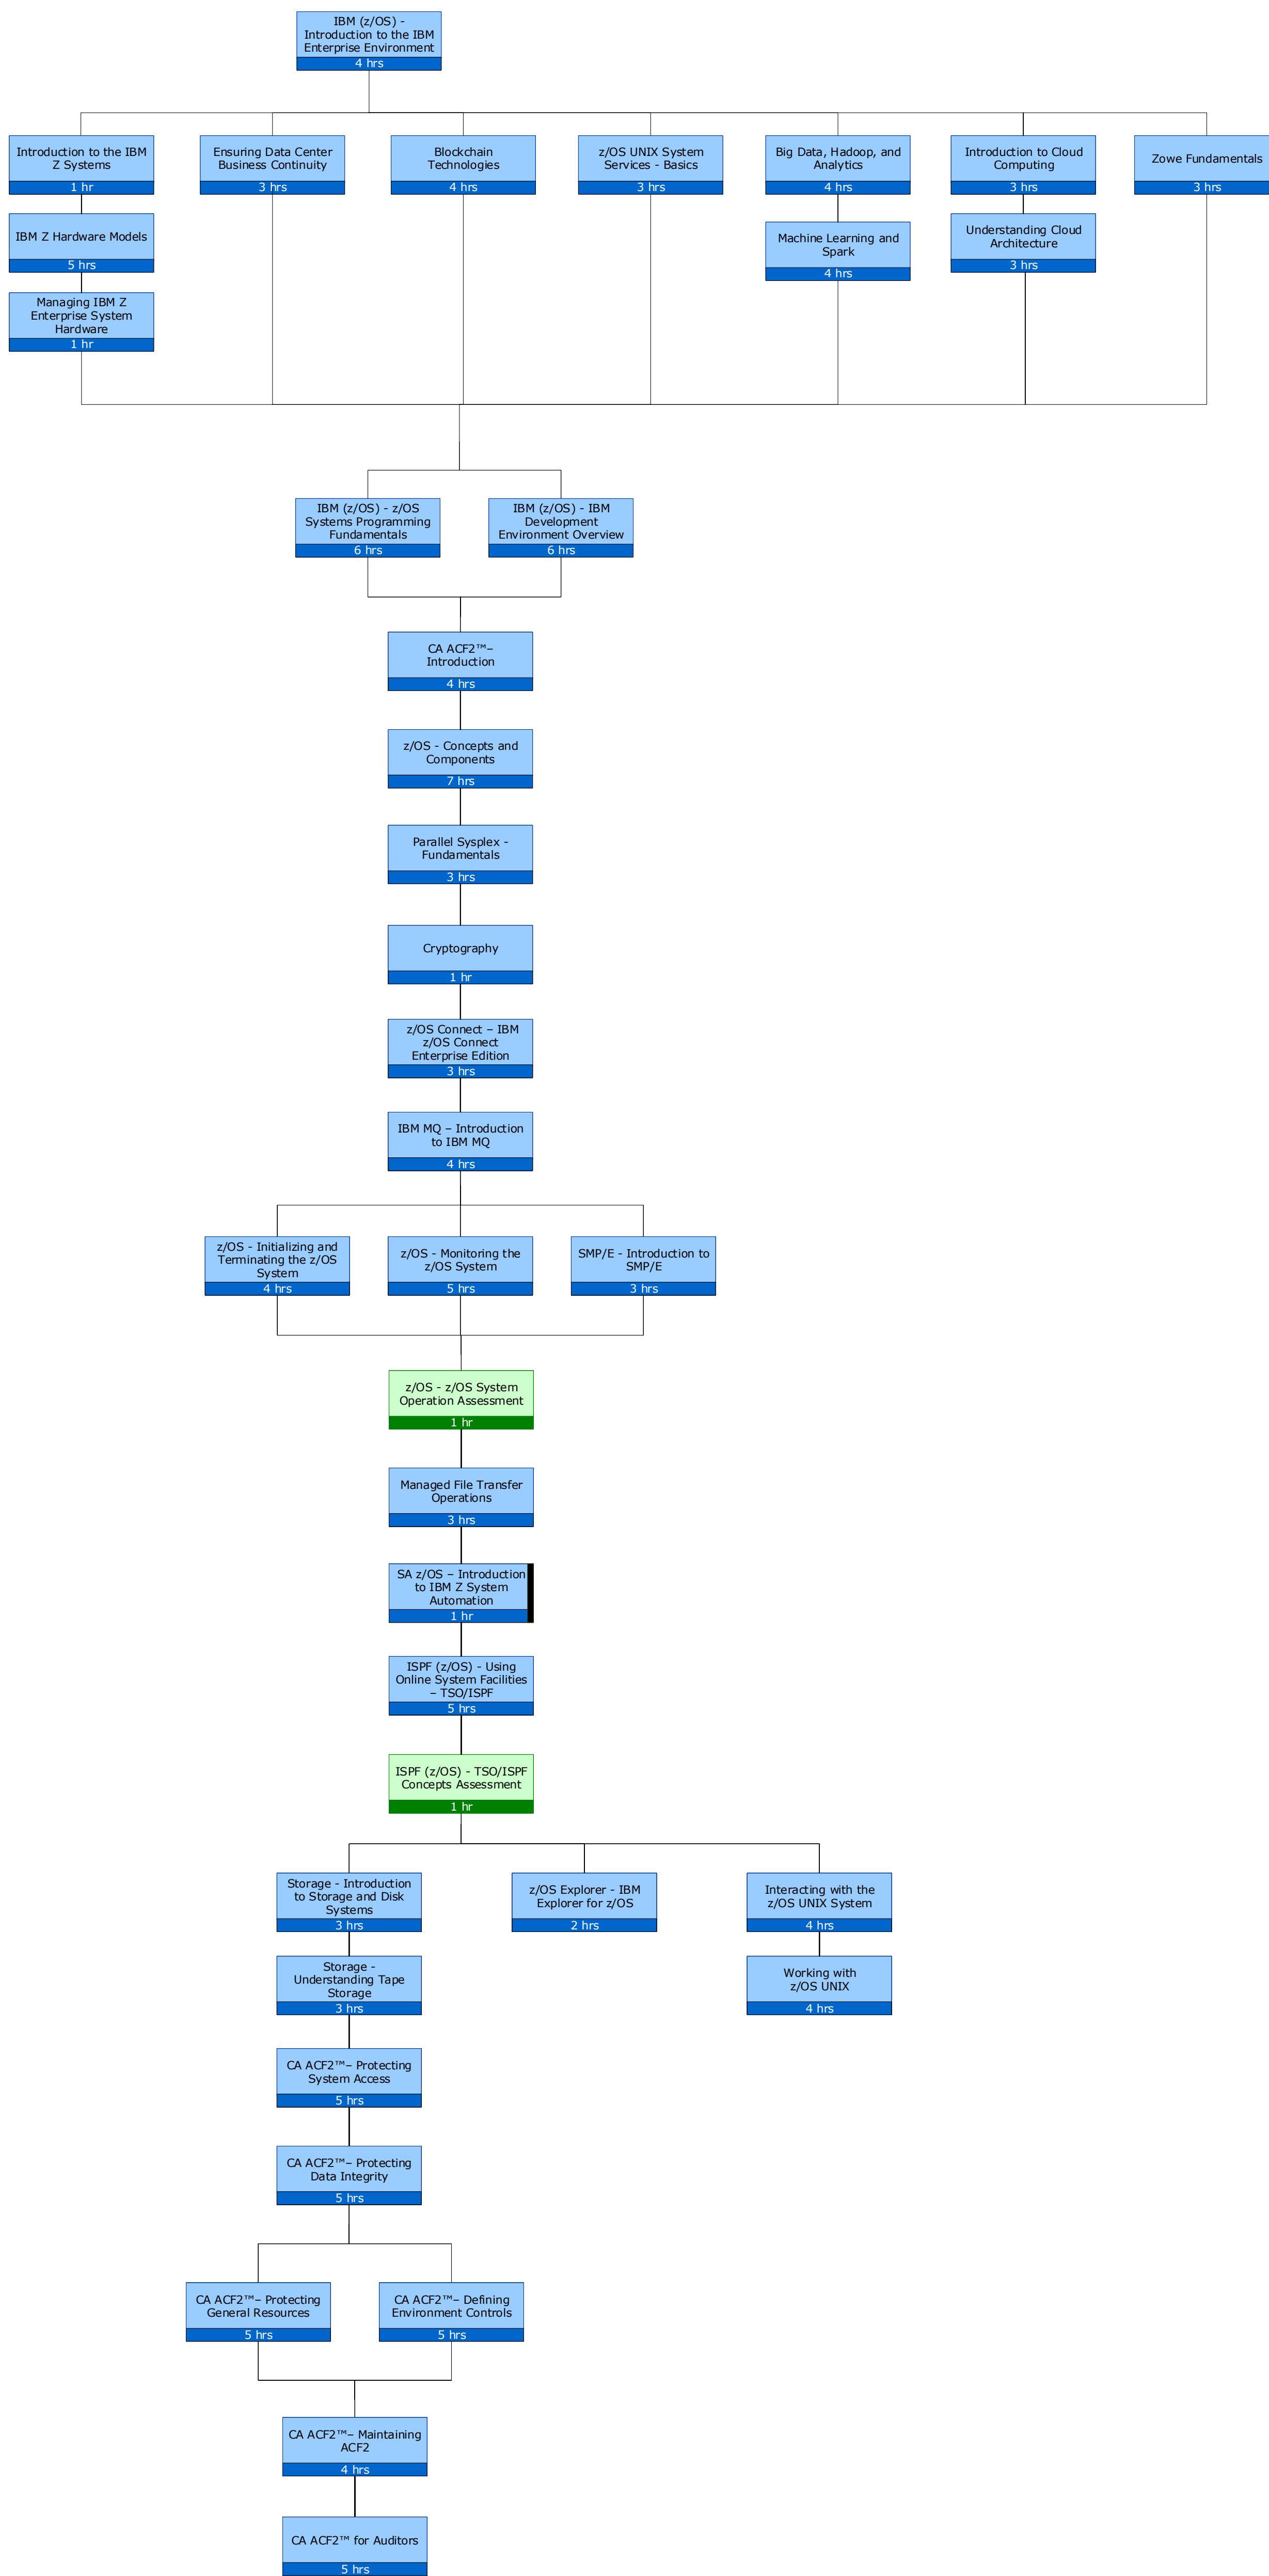 IBM (z/OS) -
Introduction to the IBM
Enterprise Environment
4 hrs
Introduction to the IBM
Z Systems
1 hr
Ensuring Data Center
Business Continuity
3 hrs
Blockchain
Technologies
4 hrs
z/OS UNIX System
Services - Basics
3 hrs
Big Data, Hadoop, and
Analytics
4 hrs
Introduction to Cloud
Computing
3 hrs
Zowe Fundamentals
3 hrs
IBM Z Hardware Models
5 hrs
Machine Learning and
Spark
4 hrs
Understanding Cloud
Architecture
3 hrs
Managing IBM Z
Enterprise System
Hardware
1 hr
IBM (z/OS) - z/OS
Systems Programming
Fundamentals
6 hrs
IBM (z/OS) - IBM
Development
Environment Overview
6 hrs
CA ACF2™–
Introduction
4 hrs
z/OS - Concepts and
Components
7 hrs
Parallel Sysplex -
Fundamentals
3 hrs
Cryptography
1 hr
z/OS Connect – IBM
z/OS Connect
Enterprise Edition
3 hrs
IBM MQ – Introduction
to IBM MQ
4 hrs
z/OS - Initializing and
Terminating the z/OS
System
4 hrs
z/OS - Monitoring the
z/OS System
5 hrs
SMP/E - Introduction to
SMP/E
3 hrs
z/OS - z/OS System
Operation Assessment
1 hr
Managed File Transfer
Operations
3 hrs
SA z/OS – Introduction
to IBM Z System
Automation
1 hr
ISPF (z/OS) - Using
Online System Facilities
– TSO/ISPF
5 hrs
ISPF (z/OS) - TSO/ISPF
Concepts Assessment
1 hr
Storage - Introduction
to Storage and Disk
Systems
3 hrs
z/OS Explorer - IBM
Explorer for z/OS
2 hrs
Interacting with the
z/OS UNIX System
4 hrs
Storage -
Understanding Tape
Storage
3 hrs
Working with
z/OS UNIX
4 hrs
CA ACF2™– Protecting
System Access
5 hrs
CA ACF2™– Protecting
Data Integrity
5 hrs
CA ACF2™– Protecting
General Resources
5 hrs
CA ACF2™– Defining
Environment Controls
5 hrs
CA ACF2™– Maintaining
ACF2
4 hrs
CA ACF2™ for Auditors
5 hrs